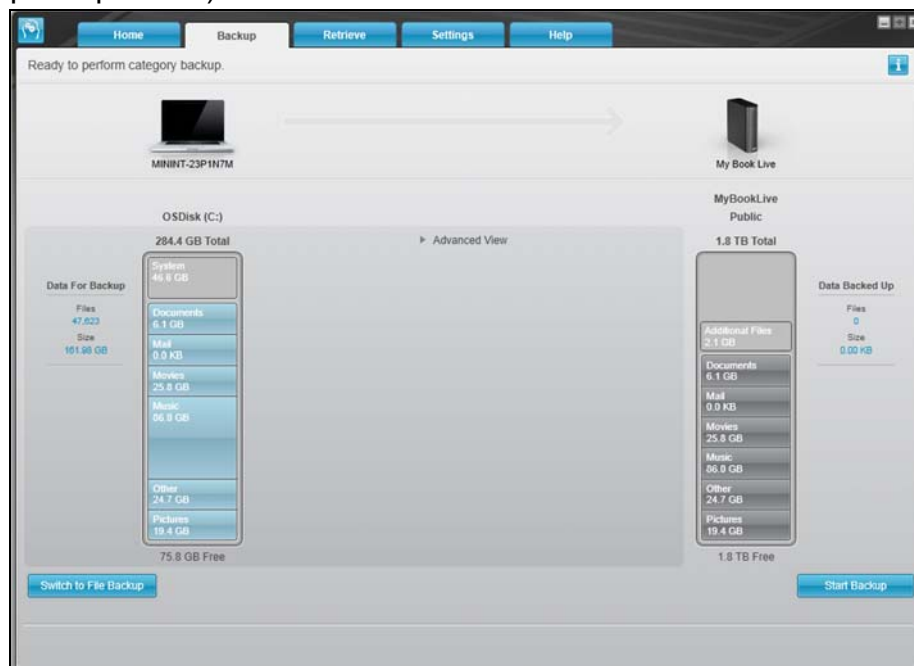 Home Backup Retrieve Settings Help
Ready to perform category backup.
MININT-23P1N7M
My Book Live
OSDisk (C:)
MyBookLive
Public
284.4 GB Total
Advanced View
1.8 TB Total
Data For Backup
Files
47,623
Size
161.98 GB
System
46.6 GB
Documents
6.1 GB
Mail
0.0 KB
Movies
25.8 GB
Music
86.0 GB
Other
24.7 GB
Pictures
19.4 GB
75.8 GB Free
Additional Files
2.1 GB
Documents
6.1 GB
Mail
0.0 KB
Movies
25.8 GB
Music
86.0 GB
Other
24.7 GB
Pictures
19.4 GB
1.8 TB Free
Data Backed Up
Files
0
Size
0.00 KB
Switch to File Backup
Start Backup